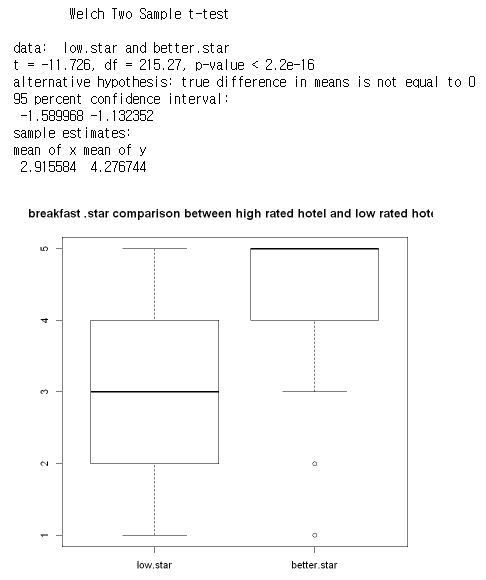 Welch Two Sample t-test
data:  low.star and better.star
t = -11.726, df = 215.27, p-value < 2.2e-16
alternative hypothesis: true difference in means is not equal to 0
95 percent confidence interval:
-1.589968 -1.132352
sample estimates:
mean of x mean of y
2.915584  4.276744
breakfast .star comparison between high rated hotel and low rated hote
5
4
3
2
1
low.star
better.star